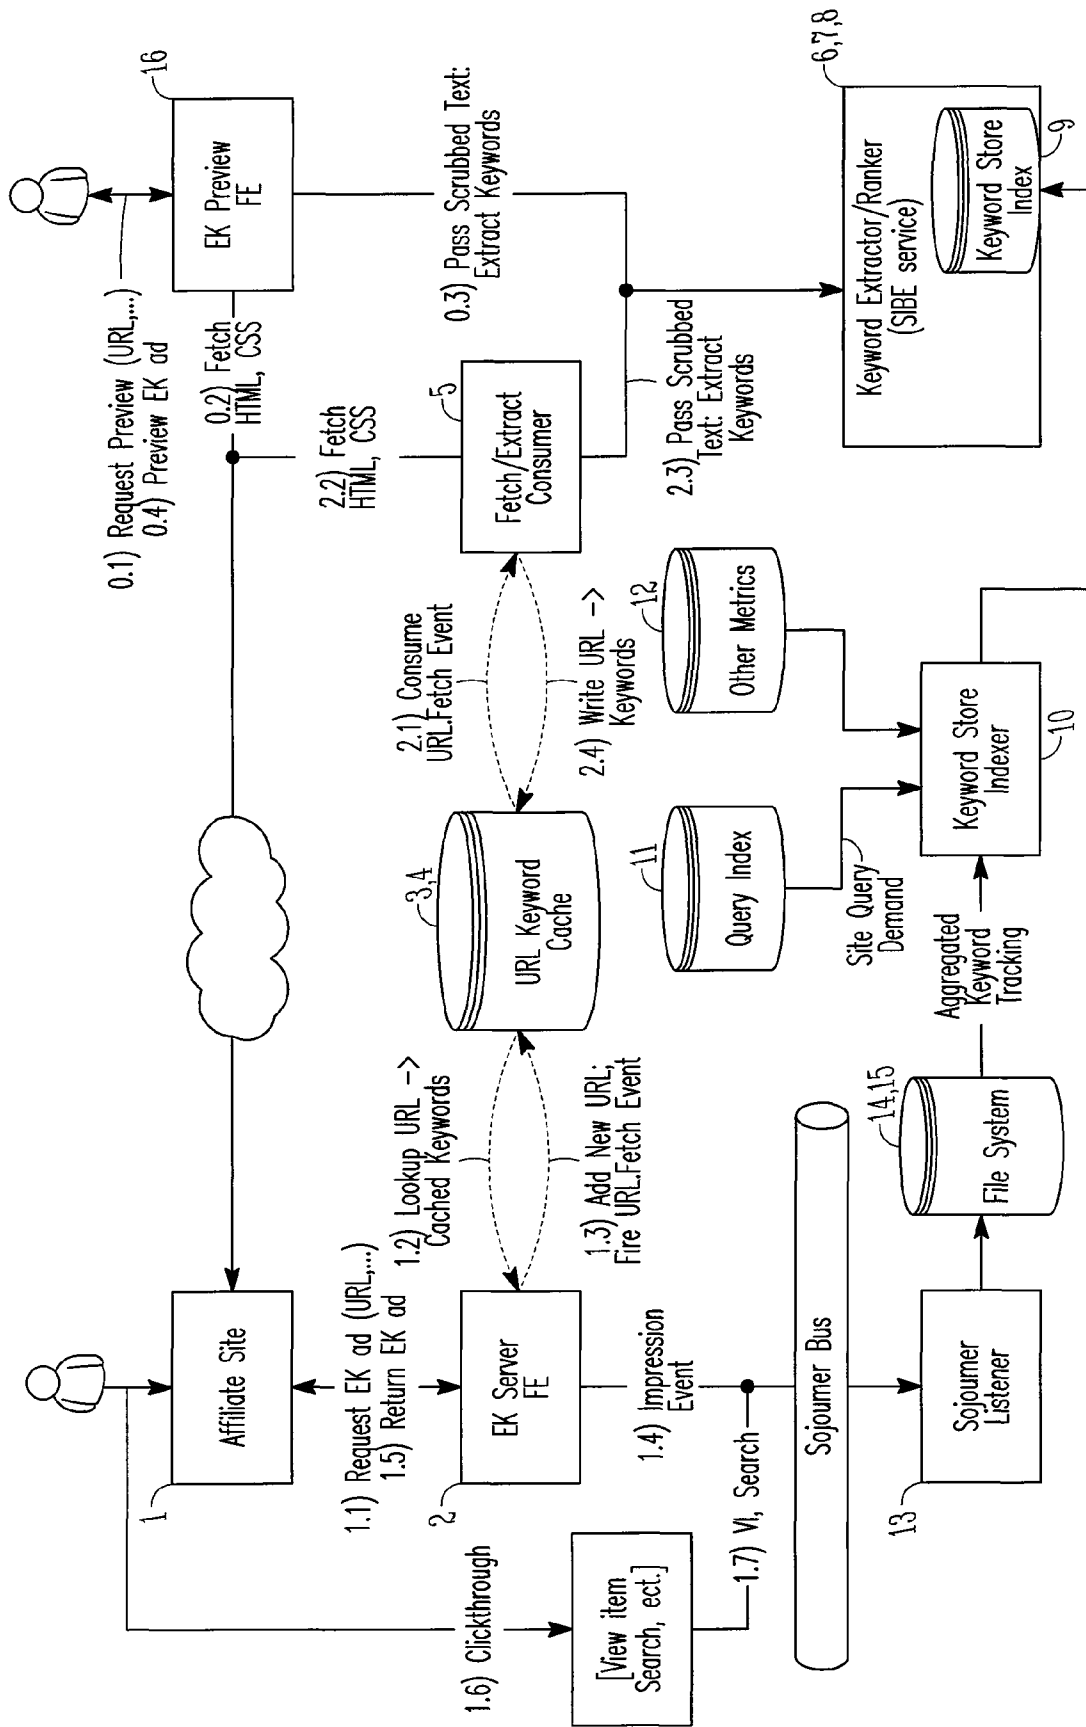 0.1) Request Preview (URL,...)
0.4) Preview EK ad
16
EK Preview
FE
0.2) Fetch
HTML, CSS
0.3) Pass Scrubbed Text:
Extract Keywords
1
Affiliate Site
1.1) Request EK ad (URL,...)
1.5) Return EK ad
2
EK Server
FE
1.2) Lookup URL ->
Cached Keywords
1.3) Add New URL;
Fire URL.Fetch Event
3,4
URL Keyword
Cache
2.1) Consume
URL.Fetch Event
2.4) Write URL ->
Keywords
2.2) Fetch
HTML, CSS
5
Fetch/Extract
Consumer
2.3) Pass Scrubbed
Text: Extract
Keywords
6,7,8
Keyword Extractor/Ranker
(SIBE service)
Keyword Store
Index
9
1.6) Clickthrough
[View item
Search, ect.]
1.4) Impression
Event
1.7) VI, Search
Sojourner Bus
13
Sojourner
Listener
14,15
File System
Aggregated
Keyword
Tracking
11
Query Index
Site Query
Demand
12
Other Metrics
Keyword Store
Indexer
10